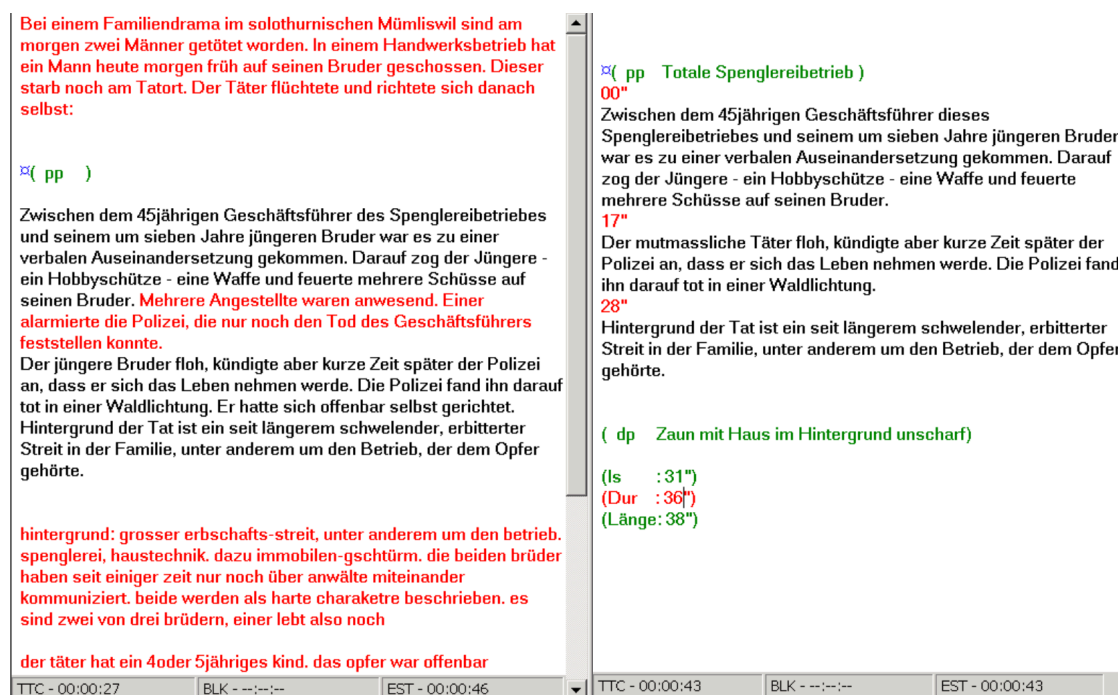 Bei einem Familiendrama im solothurnischen Mümliswil sind am
morgen zwei Männer getötet worden. In einem Handwerksbetrieb hat
ein Mann heute morgen früh auf seinen Bruder geschossen. Dieser
starb noch am Tatort. Der Täter flüchtete und richtete sich danach
selbst:
¤( pp    )
Zwischen dem 45jährigen Geschäftsführer des Spenglereibetriebes
und seinem um sieben Jahre jüngeren Bruder war es zu einer
verbalen Auseinandersetzung gekommen. Darauf zog der Jüngere -
ein Hobbyschütze - eine Waffe und feuerte mehrere Schüsse auf
seinen Bruder. Mehrere Angestellte waren anwesend. Einer
alarmierte die Polizei, die nur noch den Tod des Geschäftsführers
feststellen konnte.
Der jüngere Bruder floh, kündigte aber kurze Zeit später der Polizei
an, dass er sich das Leben nehmen werde. Die Polizei fand ihn darauf
tot in einer Waldlichtung. Er hatte sich offenbar selbst gerichtet.
Hintergrund der Tat ist ein seit längerem schwelender, erbitterter
Streit in der Familie, unter anderem um den Betrieb, der dem Opfer
gehörte.
hintergrund: grosser erbschafts-streit, unter anderem um den betrieb.
spenglerei, haustechnik. dazu immobilen-gschtürm. die beiden brüder
haben seit einiger zeit nur noch über anwälte miteinander
kommuniziert. beide werden als harte charaketre beschrieben. es
sind zwei von drei brüdern, einer lebt also noch
der täter hat ein 4oder 5jähriges kind. das opfer war offenbar
TTC - 00:00:27 BLK - --:--:-- EST - 00:00:46
¤( pp   Totale Spenglereibetrieb )
00"
Zwischen dem 45jährigen Geschäftsführer dieses
Spenglereibetriebes und seinem um sieben Jahre jüngeren Bruder
war es zu einer verbalen Auseinandersetzung gekommen. Darauf
zog der Jüngere - ein Hobbyschütze - eine Waffe und feuerte
mehrere Schüsse auf seinen Bruder.
17"
Der mutmassliche Täter floh, kündigte aber kurze Zeit später der
Polizei an, dass er sich das Leben nehmen werde. Die Polizei fand
ihn darauf tot in einer Waldlichtung.
28"
Hintergrund der Tat ist ein seit längerem schwelender, erbitterter
Streit in der Familie, unter anderem um den Betrieb, der dem Opfer
gehörte.
( dp   Zaun mit Haus im Hintergrund unscharf)
(Is     : 31")
(Dur   : 36")
(Länge: 38")
TTC - 00:00:43 BLK - --:--:-- EST - 00:00:43